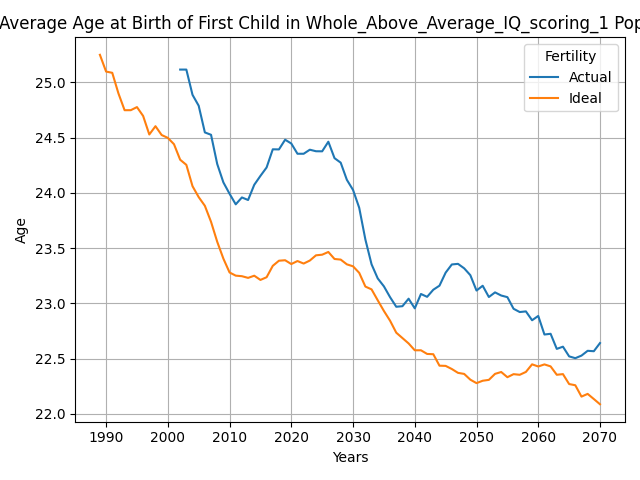 Average Age at Birth of First Child in Whole_Above_Average_IQ_scoring_1 Pop
Fertility
Actual
Ideal
25.0
24.5
24.0
23.5
23.0
22.5
22.0
Age
1990 2000 2010 2020 2030 2040 2050 2060 2070
Years